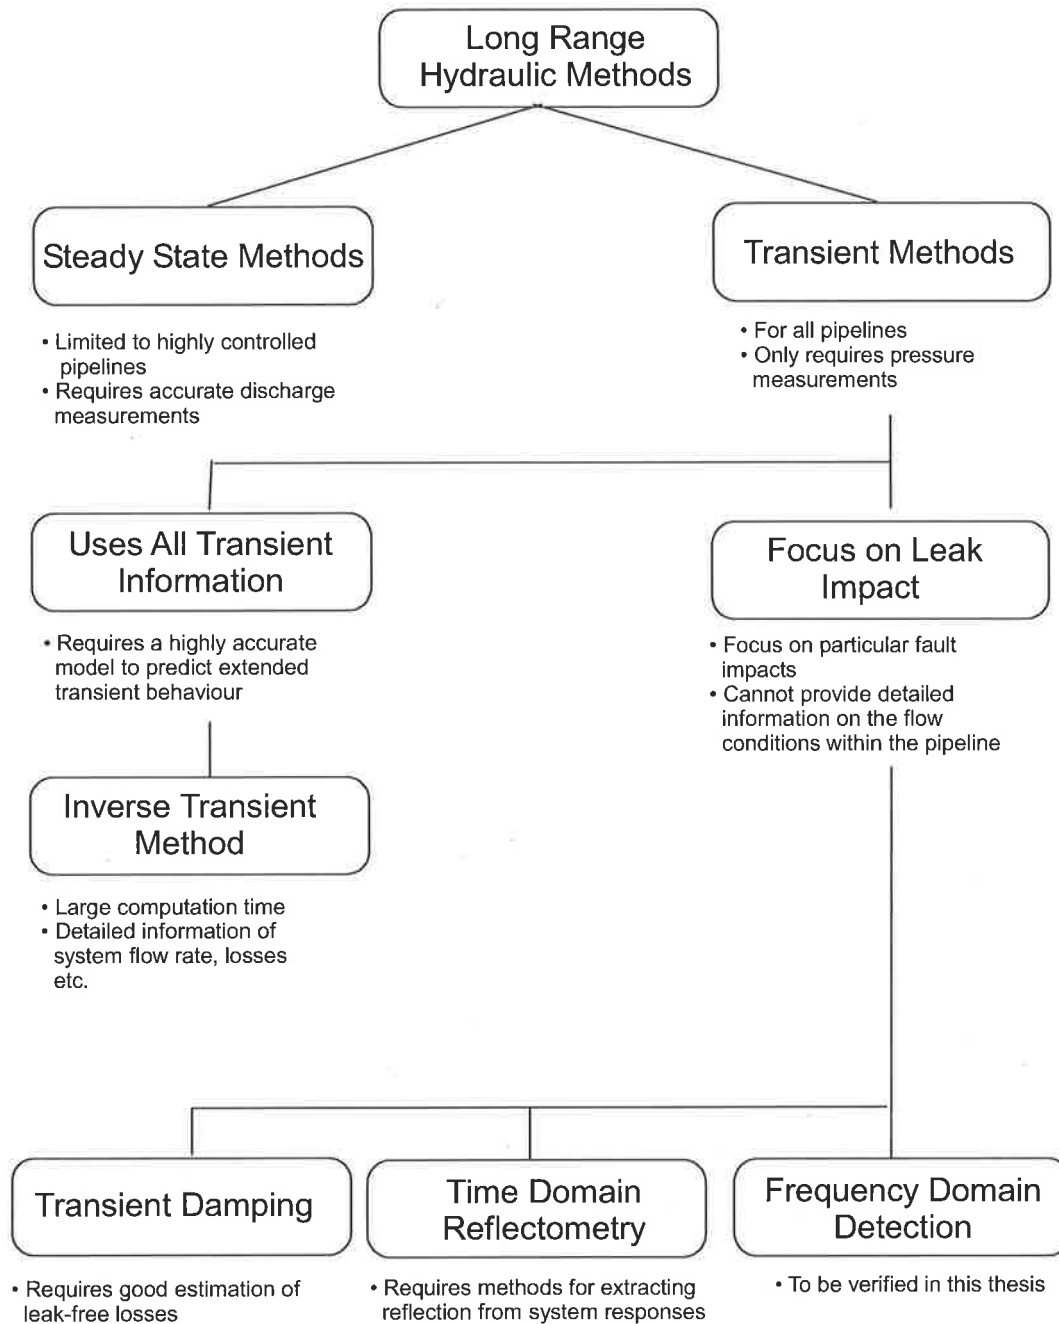 Long Range
Hydraulic Methods
Steady State Methods
• Limited to highly controlled
pipelines
• Requires accurate discharge
measurements
Transient Methods
• For all pipelines
• Only requires pressure
measurements
Uses All Transient
Information
• Requires a highly accurate
model to predict extended
transient behaviour
Focus on Leak
Impact
• Focus on particular fault
impacts
• Cannot provide detailed
information on the flow
conditions within the pipeline
Inverse Transient
Method
• Large computation time
• Detailed information of
system flow rate, losses
etc.
Transient Damping
• Requires good estimation of
leak-free losses
Time Domain
Reflectometry
• Requires methods for extracting
reflection from system responses
Frequency Domain
Detection
• To be verified in this thesis